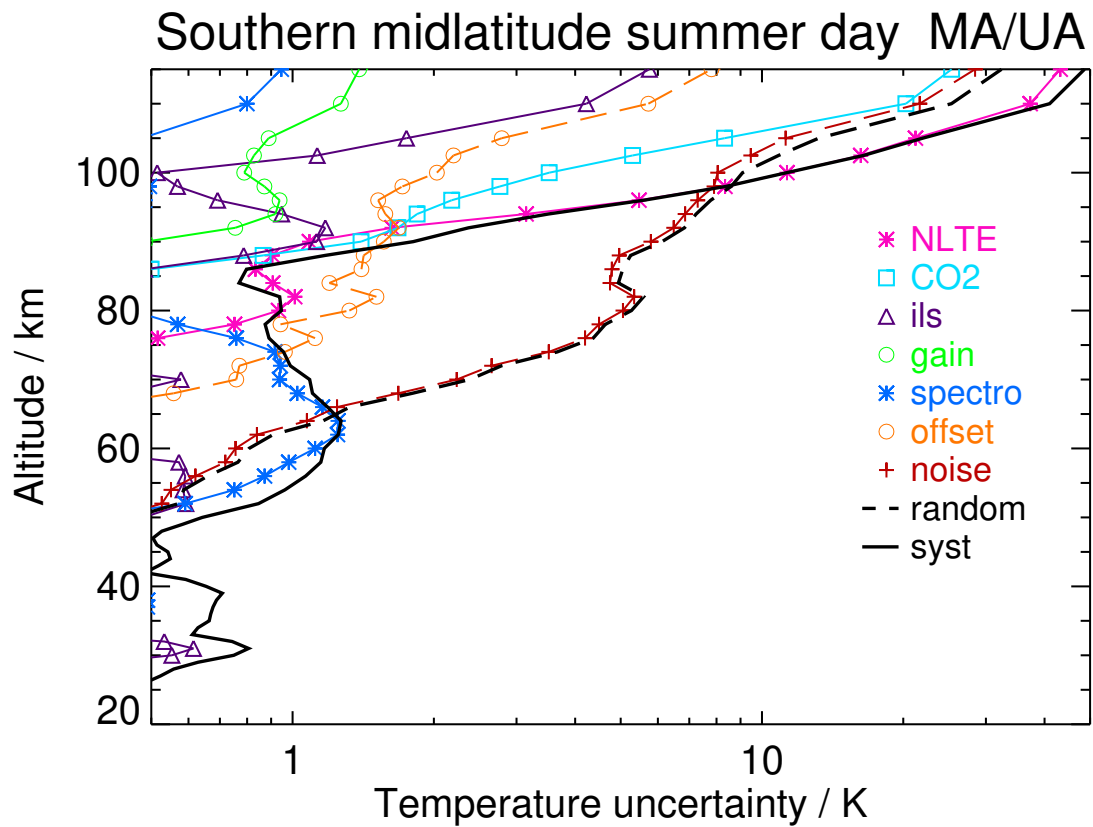 Southern midlatitude summer day MA/UA
100
80
60
40
20
Altitude / km
1
10
Temperature uncertainty / K
NLTE
CO2
ils
gain
spectro
offset
noise
random
syst